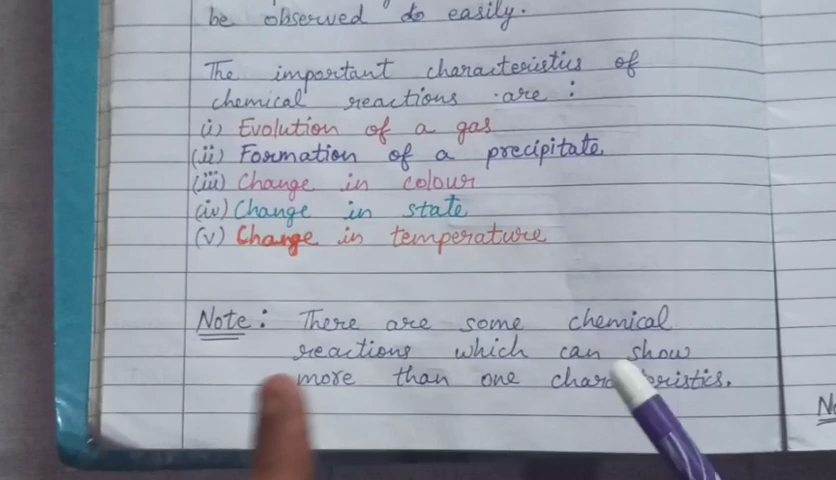 be observed do easily.
The important characteristics of
chemical reactions are :
(i) Evolution of a gas
(ii) Formation of a precipitate
(iii) Change in colour
(iv) Change in state
(v) Change in temperature
Note : There are some chemical
reactions which can show
more than one characteristics.